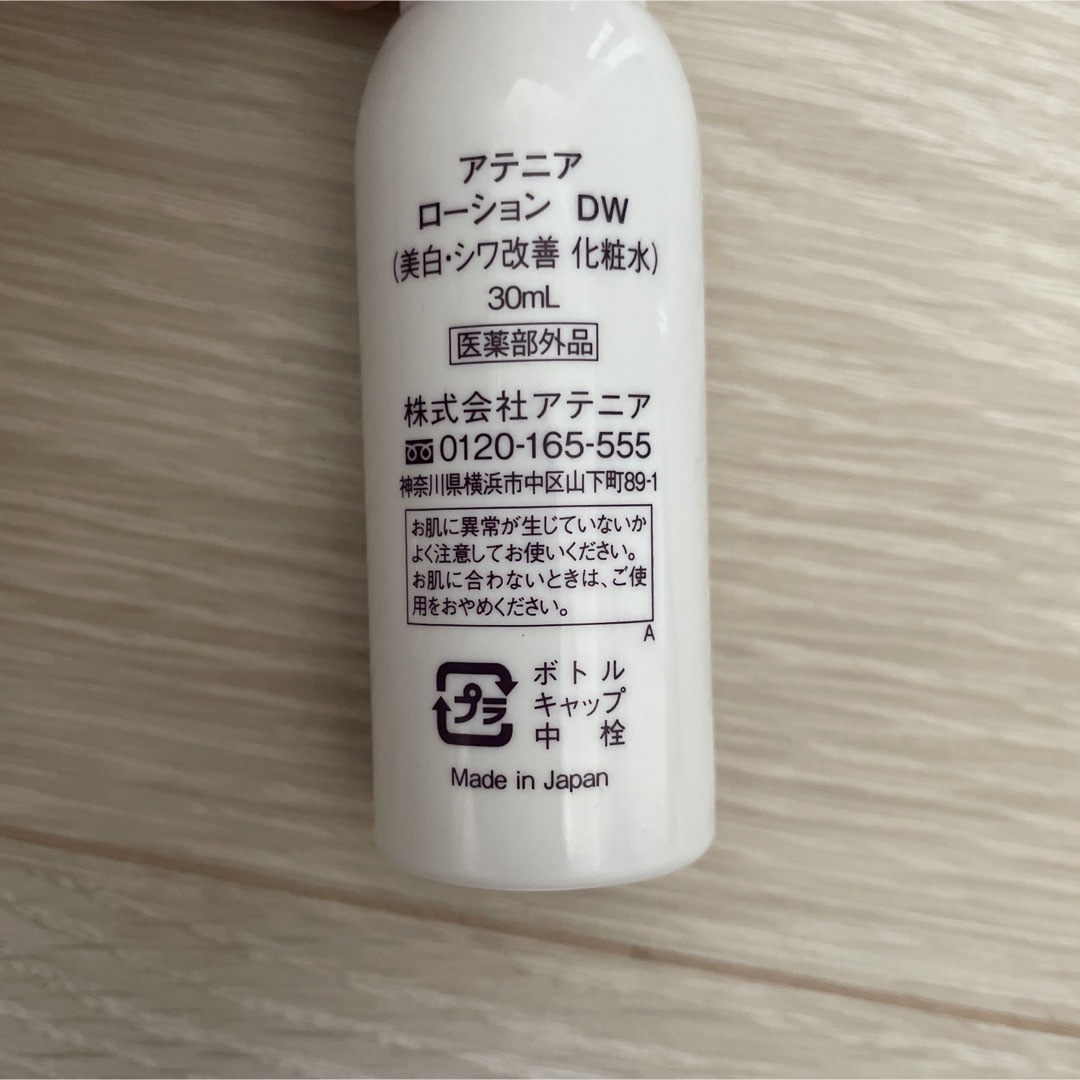 アテニア
ローション DW
(美白・シワ改善 化粧水)
30mL
医薬部外品
株式会社アテニア
0120-165-555
神奈川県横浜市中区山下町89-1
お肌に異常が生じていないか
よく注意してお使いください。
お肌に合わないときは、ご使
用をおやめください。
A
プラ
ボトル
キャップ
中栓
Made in Japan